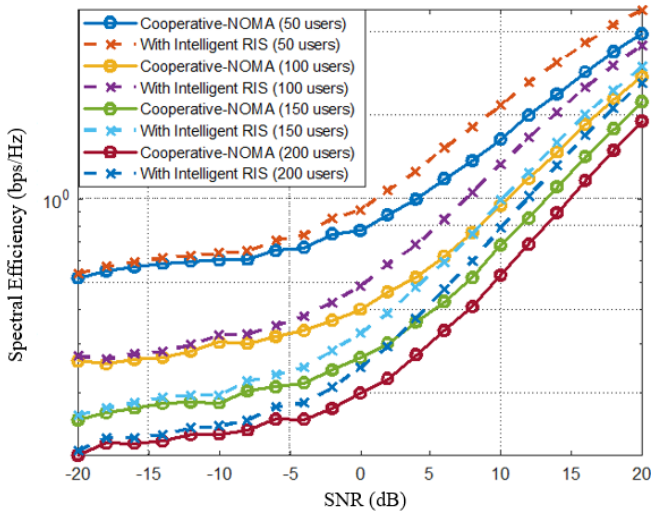 Cooperative-NOMA (50 users)
With Intelligent RIS (50 users)
Cooperative-NOMA (100 users)
With Intelligent RIS (100 users)
Cooperative-NOMA (150 users)
With Intelligent RIS (150 users)
Cooperative-NOMA (200 users)
With Intelligent RIS (200 users)
Spectral Efficiency (bps/Hz)
10⁰
-20 -15 -10 -5 0 5 10 15 20
SNR (dB)